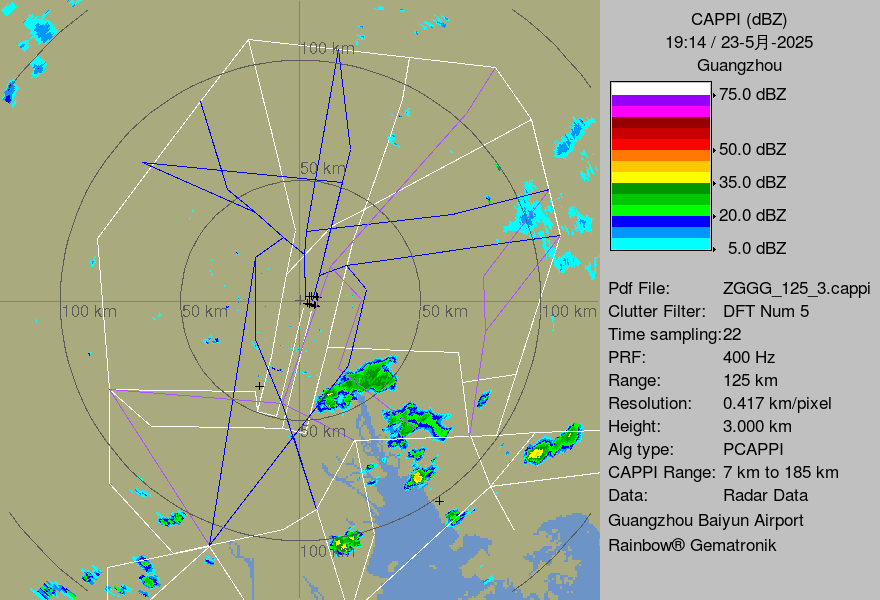 CAPPI (dBZ)
19:14 / 23-5月-2025
Guangzhou
75.0 dBZ
50.0 dBZ
35.0 dBZ
20.0 dBZ
5.0 dBZ
100 km
50 km
100 km
50 km
50 km
100 km
50 km
100 km
Pdf File: ZGGG_125_3.cappi
Clutter Filter: DFT Num 5
Time sampling:22
PRF: 400 Hz
Range: 125 km
Resolution: 0.417 km/pixel
Height: 3.000 km
Alg type: PCAPPI
CAPPI Range: 7 km to 185 km
Data: Radar Data
Guangzhou Baiyun Airport
Rainbow® Gematronik